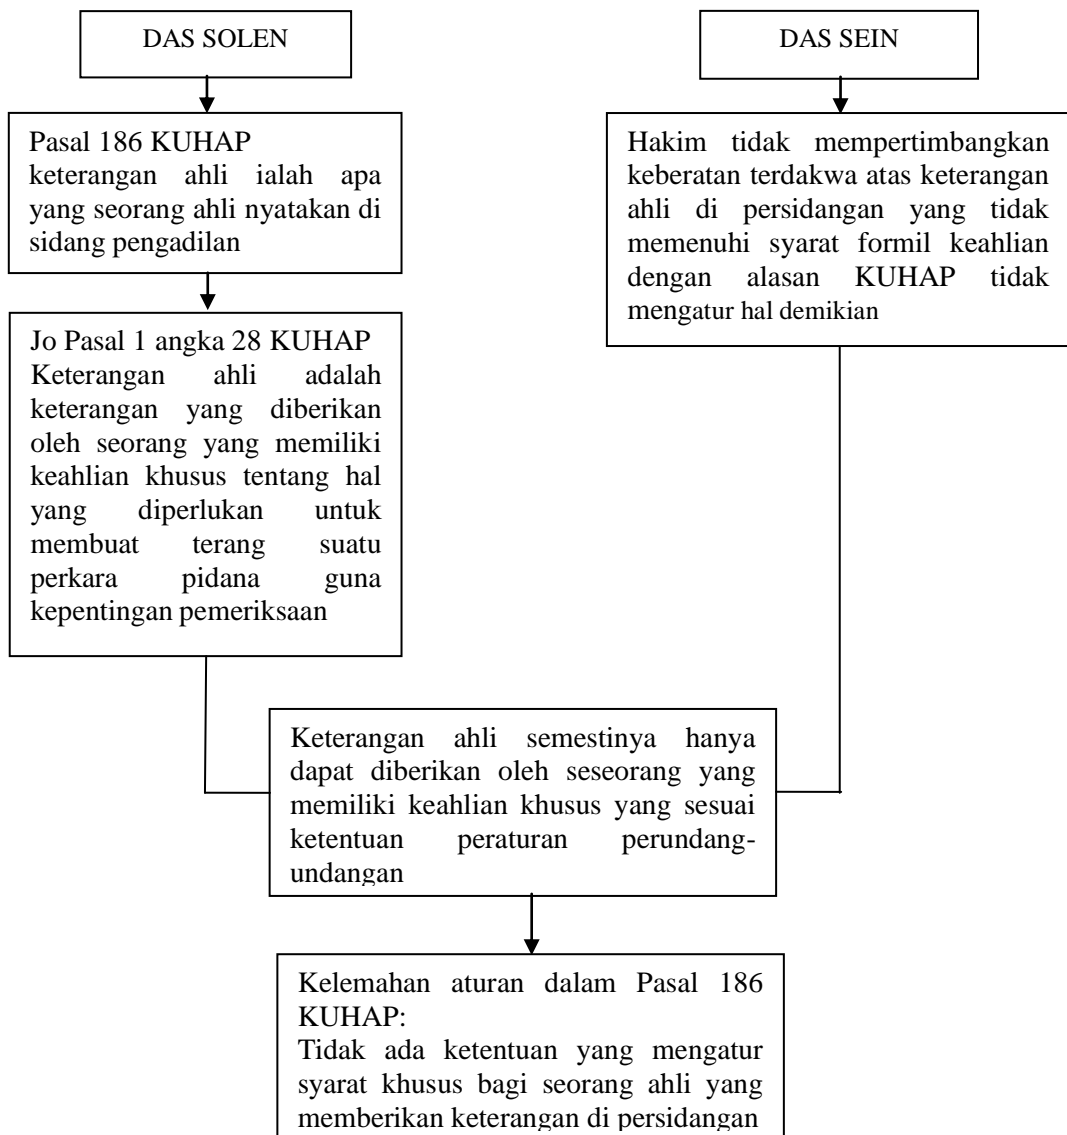 DAS SOLEN
Pasal 186 KUHAP
keterangan ahli ialah apa
yang seorang ahli nyatakan di
sidang pengadilan
Jo Pasal 1 angka 28 KUHAP
Keterangan ahli adalah
keterangan yang diberikan
oleh seorang yang memiliki
keahlian khusus tentang hal
yang diperlukan untuk
membuat terang suatu
perkara pidana guna
kepentingan pemeriksaan
DAS SEIN
Hakim tidak mempertimbangkan
keberatan terdakwa atas keterangan
ahli di persidangan yang tidak
memenuhi syarat formil keahlian
dengan alasan KUHAP tidak
mengatur hal demikian
Keterangan ahli semestinya hanya
dapat diberikan oleh seseorang yang
memiliki keahlian khusus yang sesuai
ketentuan peraturan perundang-
undangan
Kelemahan aturan dalam Pasal 186
KUHAP:
Tidak ada ketentuan yang mengatur
syarat khusus bagi seorang ahli yang
memberikan keterangan di persidangan